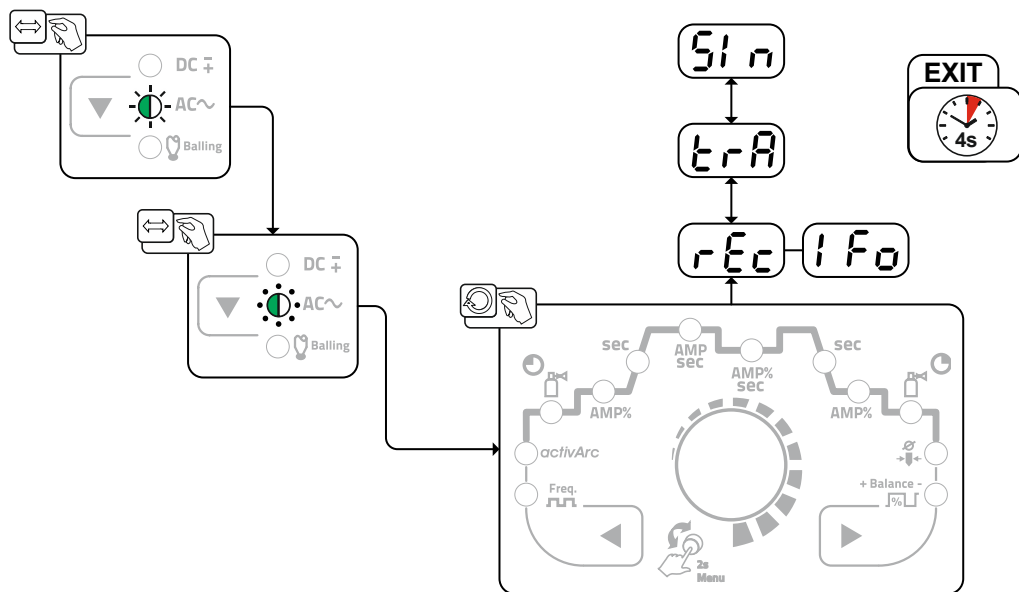 DC
AC
Balling
DC
AC
Balling
SIn
trA
rEc
IFo
EXIT
4s
sec
AMP
sec
AMP%
sec
sec
AMP%
AMP%
activArc
Freq.
+ Balance -
%
2s
Menu